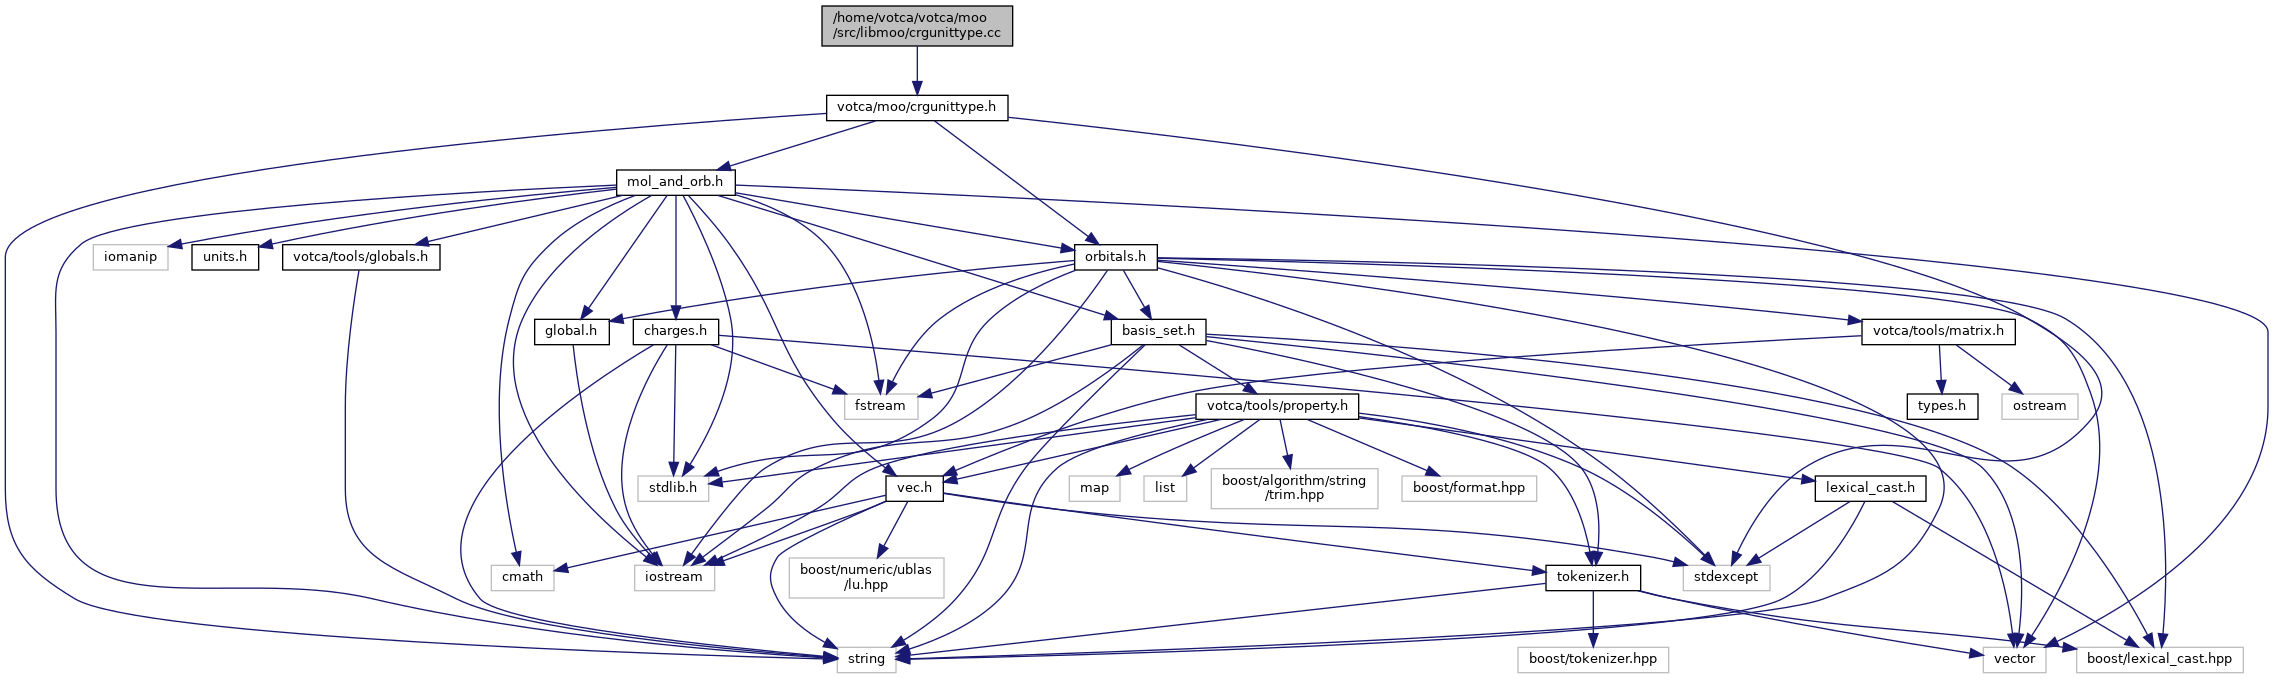 /home/votca/votca/moo
/src/libmoo/crgunittype.cc
votca/moo/crgunittype.h
mol_and_orb.h
iomanip
units.h
votca/tools/globals.h
orbitals.h
global.h
charges.h
basis_set.h
votca/tools/matrix.h
fstream
votca/tools/property.h
types.h
ostream
stdlib.h
vec.h
map
list
boost/algorithm/string
/trim.hpp
boost/format.hpp
lexical_cast.h
cmath
iostream
boost/numeric/ublas
/lu.hpp
tokenizer.h
stdexcept
string
boost/tokenizer.hpp
vector
boost/lexical_cast.hpp